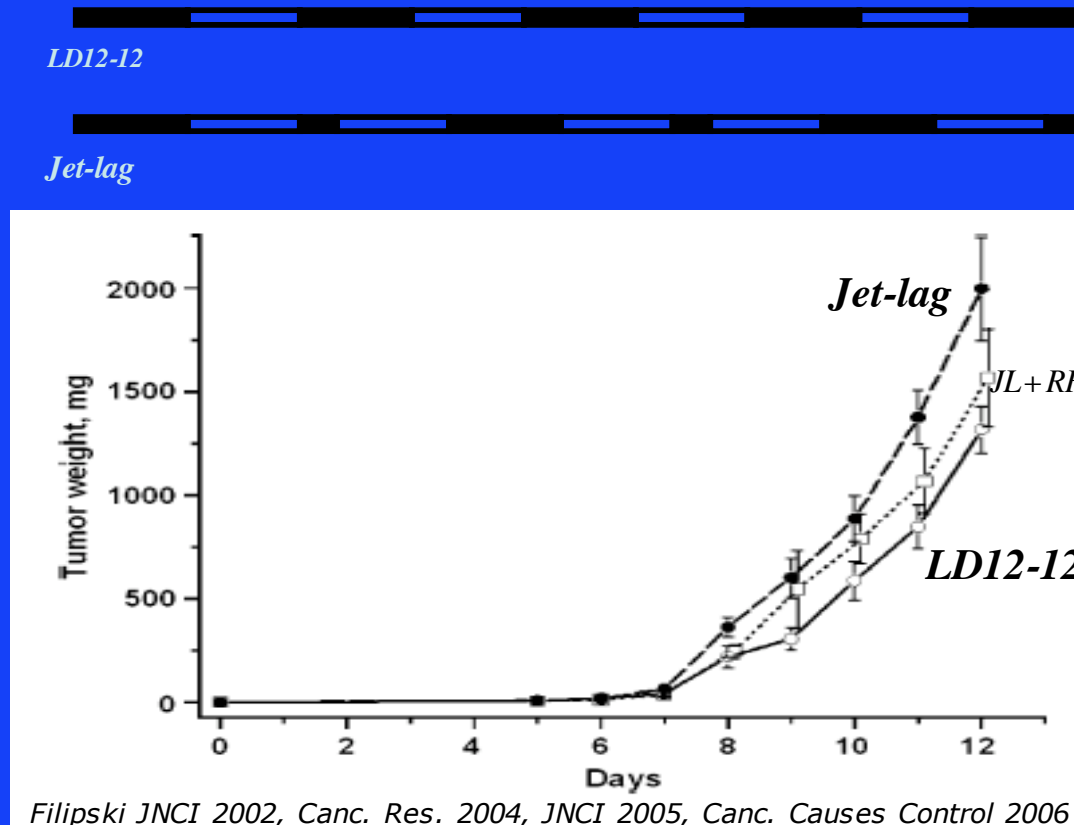 LD12-12
Jet-lag
2000
1500
1000
500
0
Tumor weight, mg
Jet-lag
LD12-12
0 2 4 6 8 10 12
Days
Filipski JNCI 2002, Canc. Res. 2004, JNCI 2005, Canc. Causes Control 2006